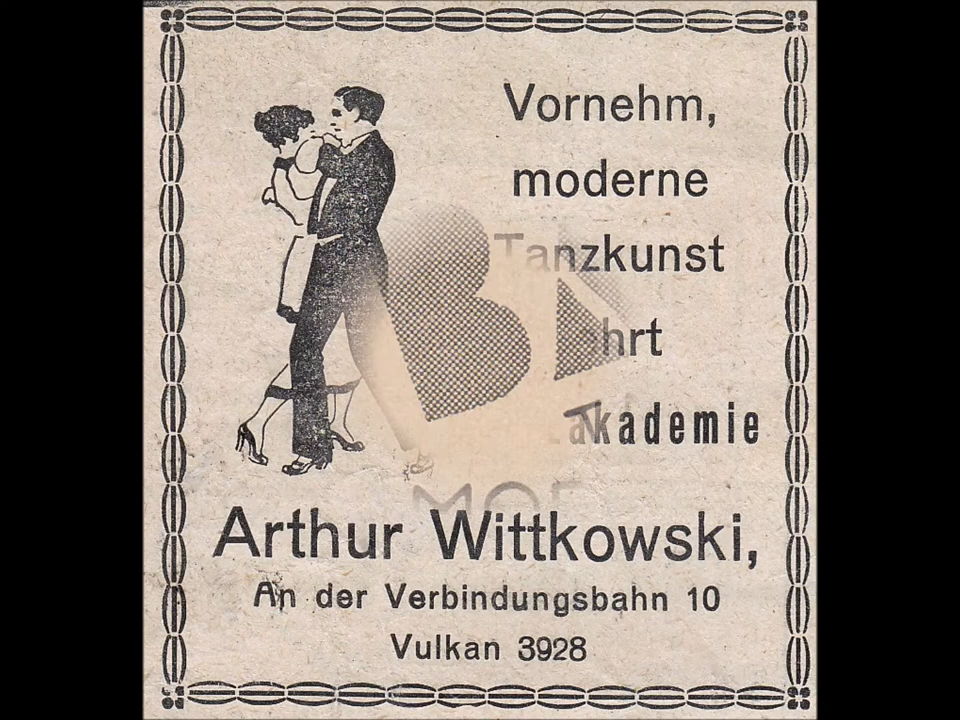 Vornehm,
moderne
Tanzkunst
akademie
Arthur Wittkowski,
An der Verbindungsbahn 10
Vulkan 3928